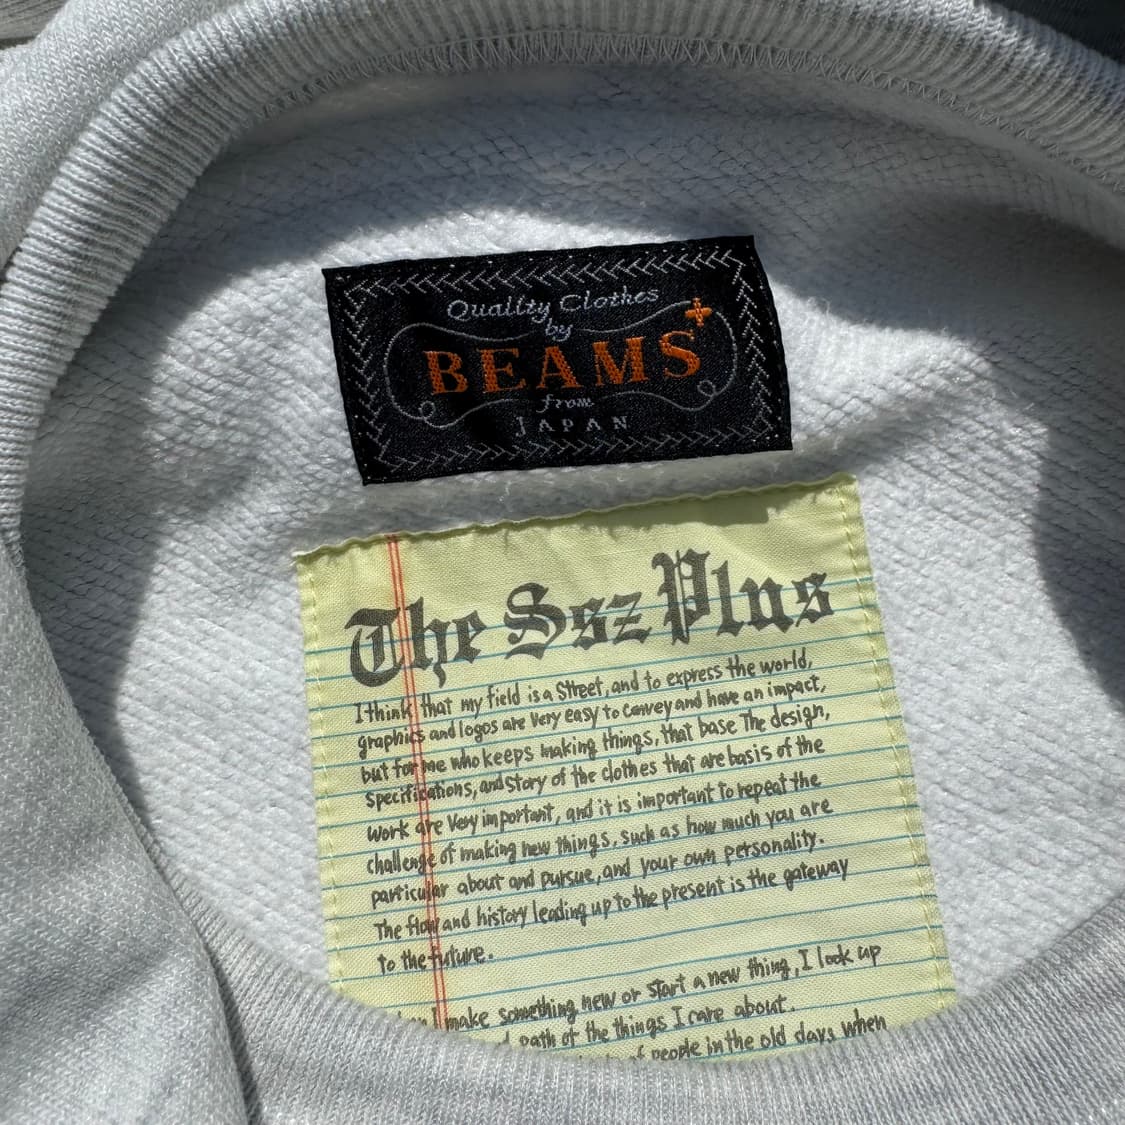 Quality Clothes
by
BEAMS+
from
JAPAN
The Ssz Plus
I think that my field is a Street, and to express the world,
graphics and logos are very easy to convey and have an impact,
but for me who keeps making things, that base The design,
specifications, and story of the clothes that are basis of the
work are very important, and it is important to repeat the
challenge of making new things, such as how much you are
particular about and pursue, and your own personality.
The flow and history leading up to the present is the gateway
to the future.
I make something new or start a new thing, I look up
path of the things I care about.
of people in the old days when